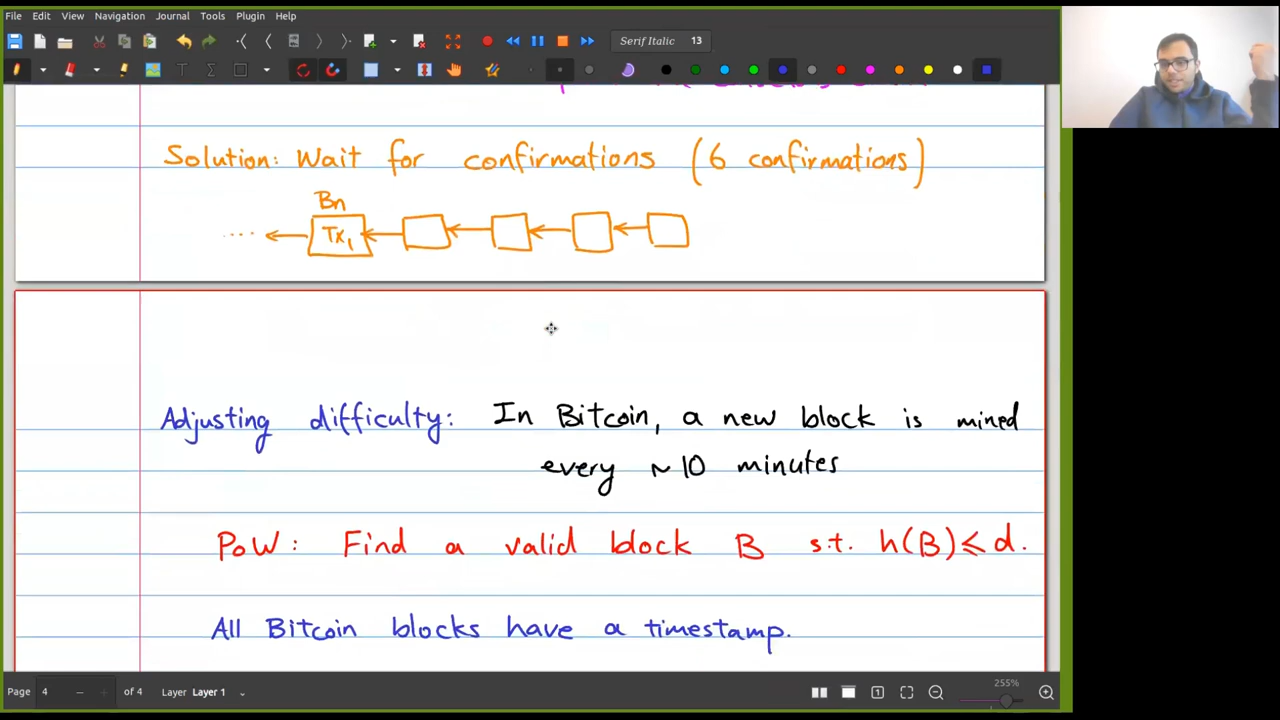 File Edit View Navigation Journal Tools Plugin Help
Serif Italic 13
Solution: Wait for confirmations (6 confirmations)
Bn
.... Tx1
Adjusting difficulty: In Bitcoin, a new block is mined
every ~10 minutes
PoW: Find a valid block B s.t. h(B)≤d.
All Bitcoin blocks have a timestamp.
255%
Page 4 of 4 Layer Layer 1